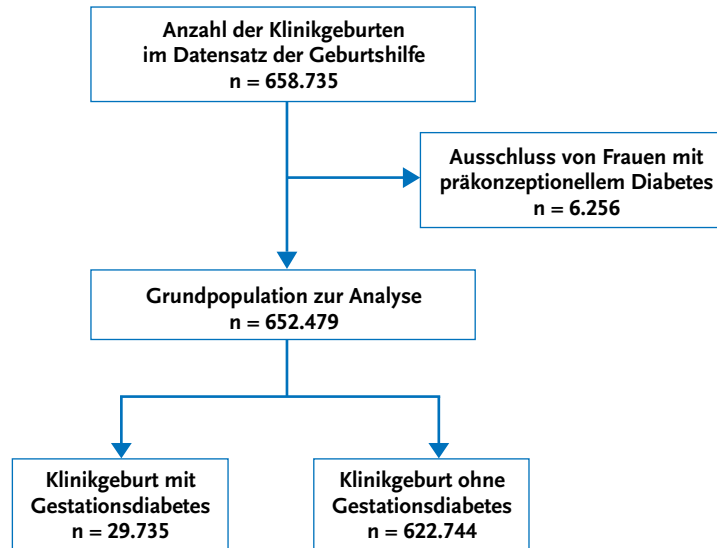 Anzahl der Klinikgeburten
im Datensatz der Geburtshilfe
n = 658.735
Ausschluss von Frauen mit
präkonzeptionellem Diabetes
n = 6.256
Grundpopulation zur Analyse
n = 652.479
Klinikgeburt mit
Gestationsdiabetes
n = 29.735
Klinikgeburt ohne
Gestationsdiabetes
n = 622.744